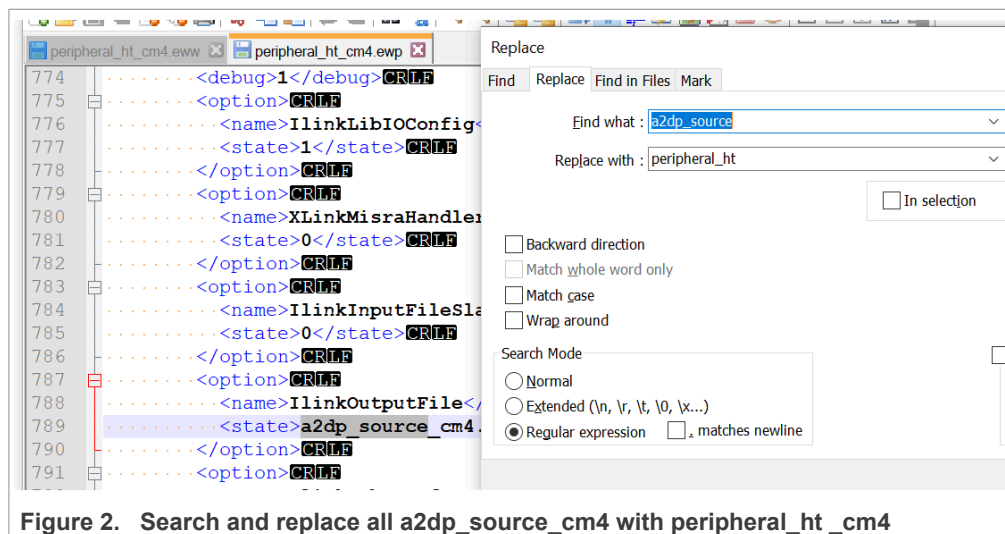 peripheral_ht_cm4.eww peripheral_ht_cm4.ewp
774 <debug>1</debug>CRLF
775 <option>CRLF
776 <name>IlinkLibIOConfig<
777 <state>1</state>CRLF
778 </option>CRLF
779 <option>CRLF
780 <name>XLinkMisraHandler
781 <state>0</state>CRLF
782 </option>CRLF
783 <option>CRLF
784 <name>IlinkInputFileSla
785 <state>0</state>CRLF
786 </option>CRLF
787 <option>CRLF
788 <name>IlinkOutputFile</
789 <state>a2dp_source_cm4.
790 </option>CRLF
791 <option>CRLF
Replace
Find Replace Find in Files Mark
Find what : a2dp_source
Replace with : peripheral_ht
In selection
Backward direction
Match whole word only
Match case
Wrap around
Search Mode
Normal
Extended (\n, \r, \t, \0, \x...)
Regular expression . matches newline
Figure 2. Search and replace all a2dp_source_cm4 with peripheral_ht _cm4